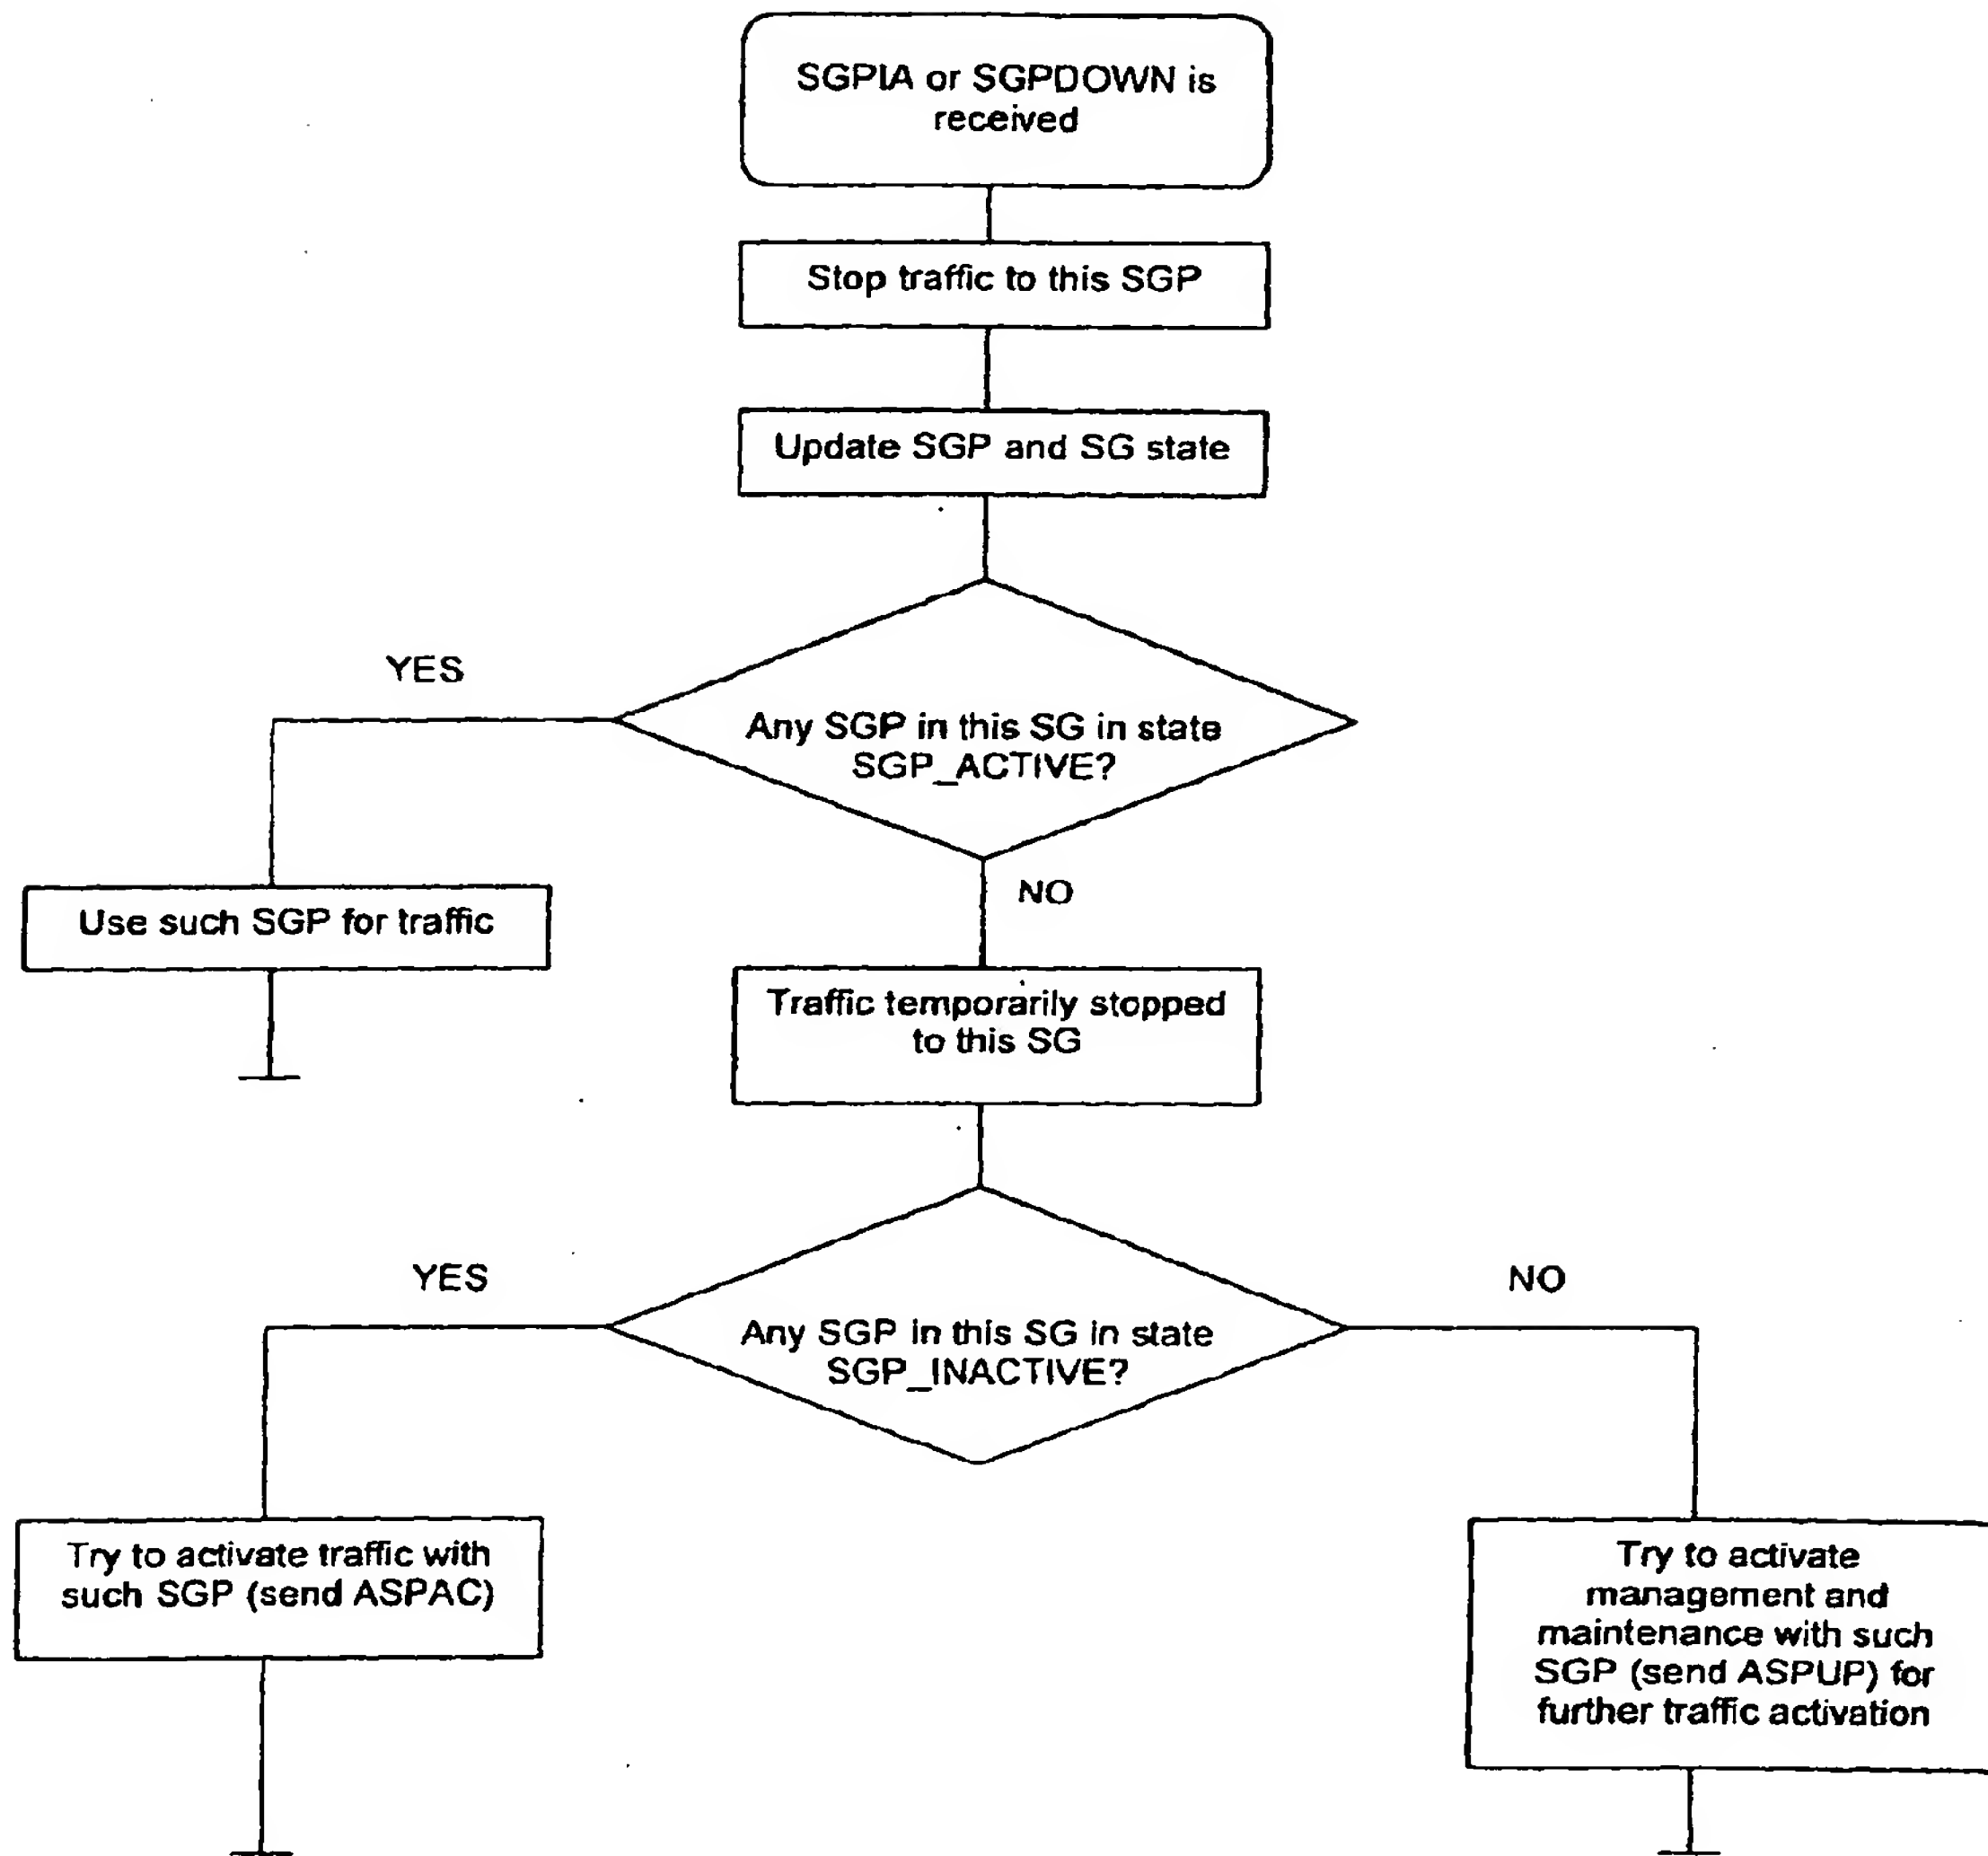 SGPIA or SGPDOWN is
received
Stop traffic to this SGP
Update SGP and SG state
YES
Any SGP in this SG in state
SGP_ACTIVE?
NO
Use such SGP for traffic
Traffic temporarily stopped
to this SG
YES
NO
Any SGP in this SG in state
SGP_INACTIVE?
Try to activate traffic with
such SGP (send ASPAC)
Try to activate
management and
maintenance with such
SGP (send ASPUP) for
further traffic activation